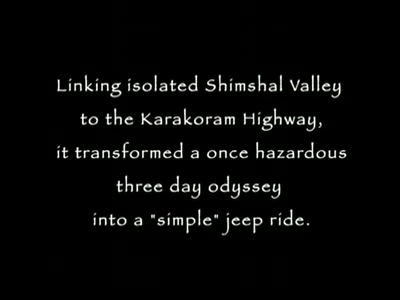 Linking isolated Shimshal Valley
to the Karakoram Highway,
it transformed a once hazardous
three day odyssey
into a "simple" jeep ride.